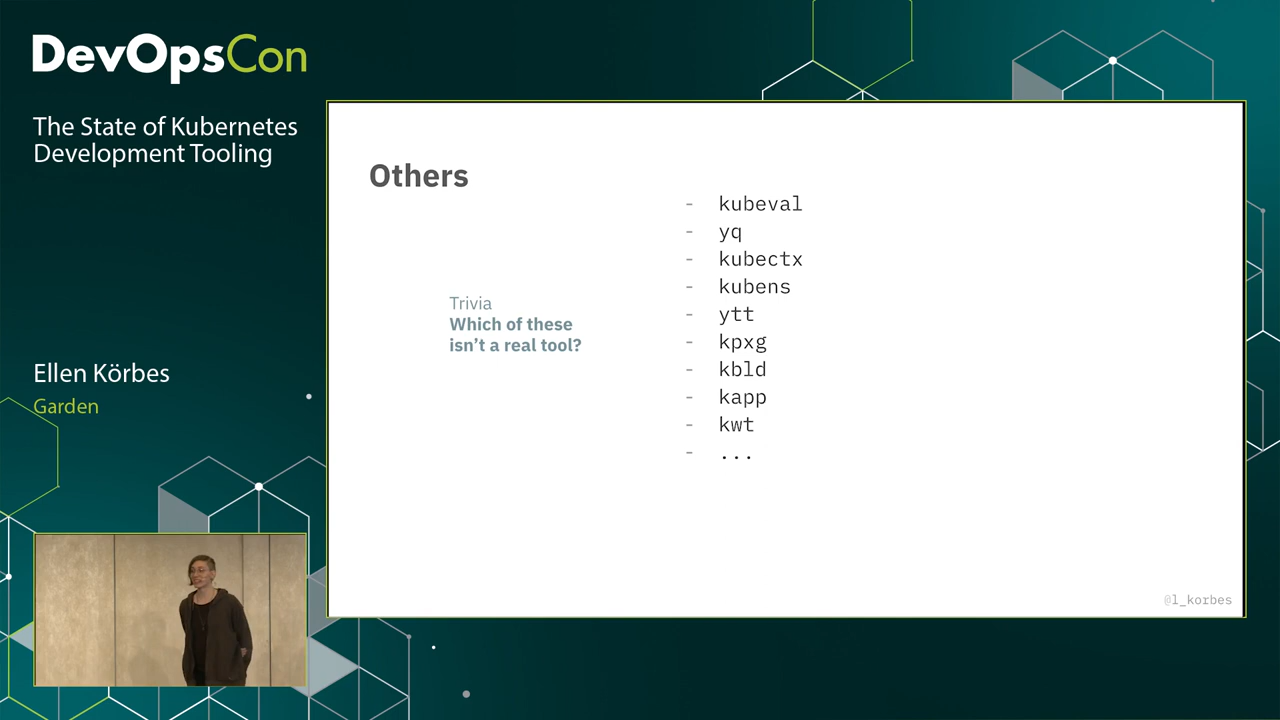 DevOpsCon
The State of Kubernetes
Development Tooling
Ellen Körbes
Garden
Others
Trivia
Which of these
isn’t a real tool?
- kubeval
- yq
- kubectx
- kubens
- ytt
- kpxg
- kbld
- kapp
- kwt
- ...
@l_korbes